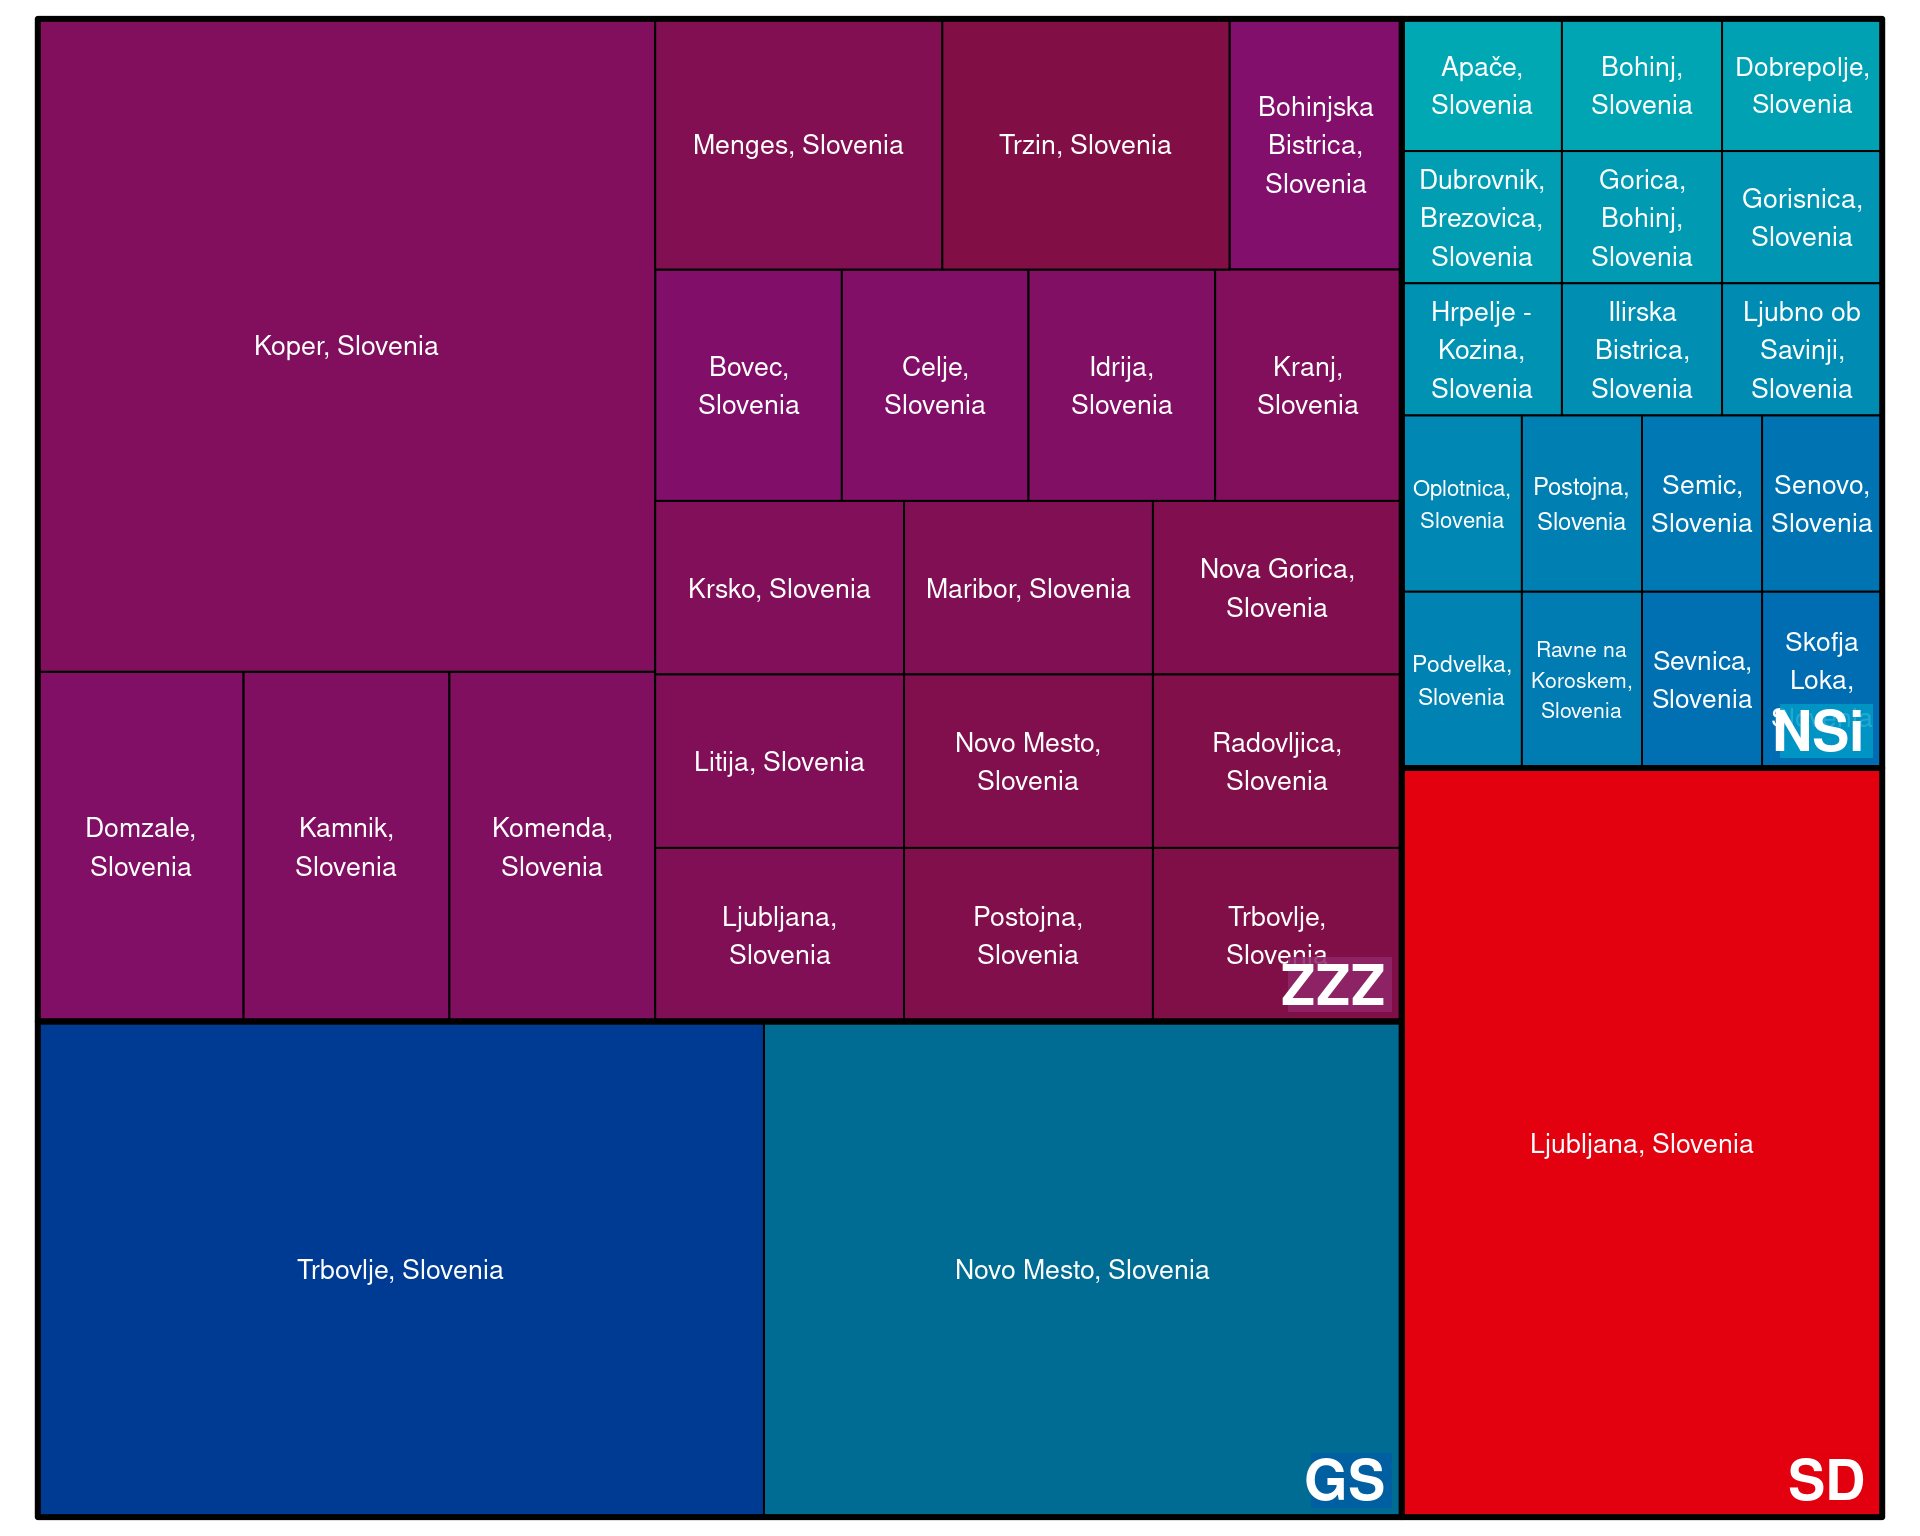 Koper, Slovenia
Menges, Slovenia
Trzin, Slovenia
Bohinjska
Bistrica,
Slovenia
Bovec,
Slovenia
Celje,
Slovenia
Idrija,
Slovenia
Kranj,
Slovenia
Krsko, Slovenia
Maribor, Slovenia
Nova Gorica,
Slovenia
Domzale,
Slovenia
Kamnik,
Slovenia
Komenda,
Slovenia
Litija, Slovenia
Novo Mesto,
Slovenia
Radovljica,
Slovenia
Ljubljana,
Slovenia
Postojna,
Slovenia
Trbovlje,
Slovenia
ZZZ
Trbovlje, Slovenia
Novo Mesto, Slovenia
GS
Apače,
Slovenia
Bohinj,
Slovenia
Dobrepolje,
Slovenia
Dubrovnik,
Brezovica,
Slovenia
Gorica,
Bohinj,
Slovenia
Gorisnica,
Slovenia
Hrpelje -
Kozina,
Slovenia
Ilirska
Bistrica,
Slovenia
Ljubno ob
Savinji,
Slovenia
Oplotnica,
Slovenia
Postojna,
Slovenia
Semic,
Slovenia
Senovo,
Slovenia
Podvelka,
Slovenia
Ravne na
Koroskem,
Slovenia
Sevnica,
Slovenia
Skofja
Loka,
NSi
Ljubljana, Slovenia
SD